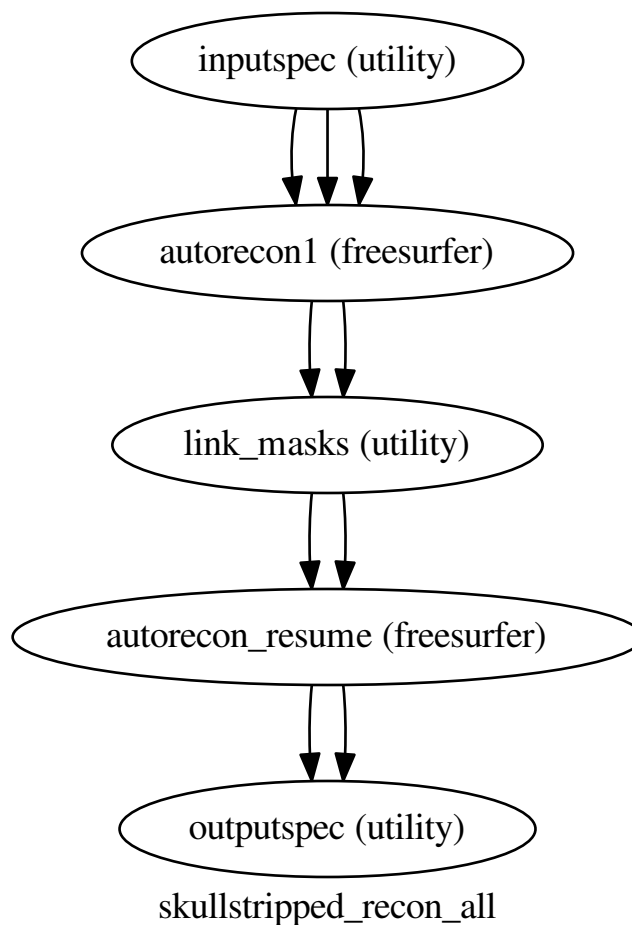 inputspec (utility)
autorecon1 (freesurfer)
link_masks (utility)
autorecon_resume (freesurfer)
outputspec (utility)
skullstripped_recon_all